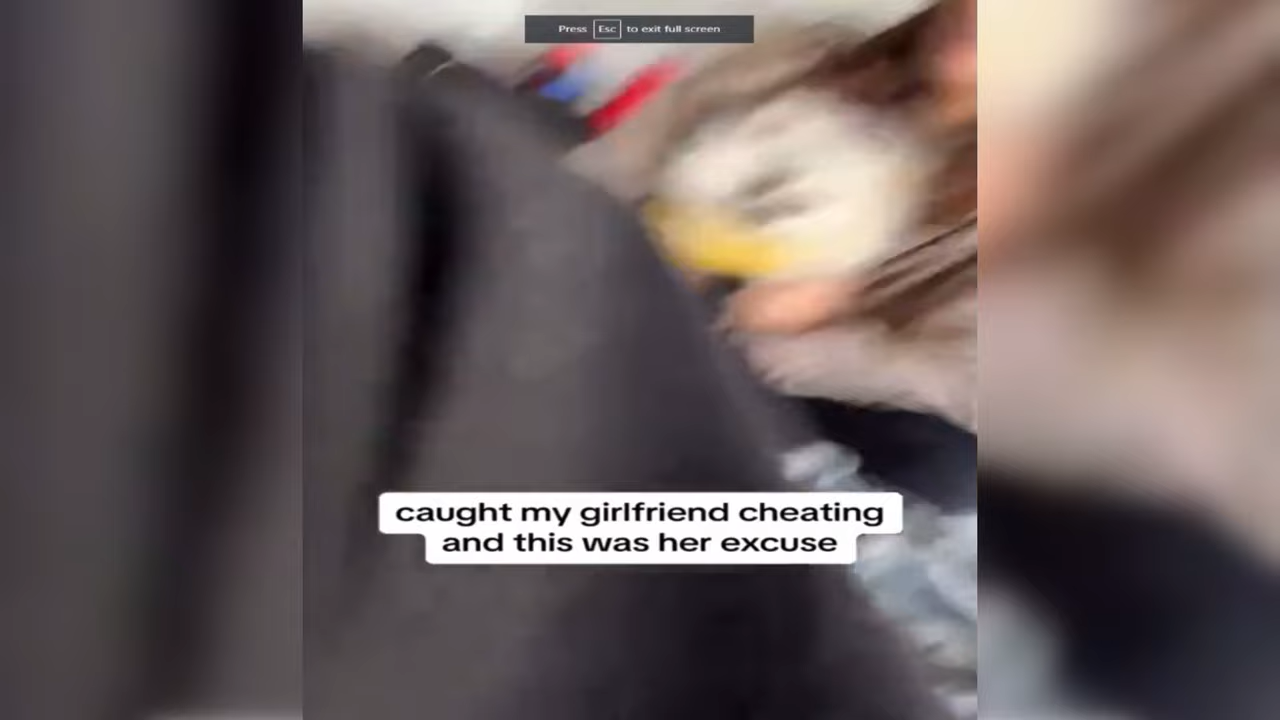 Press Esc to exit full screen
caught my girlfriend cheating
and this was her excuse